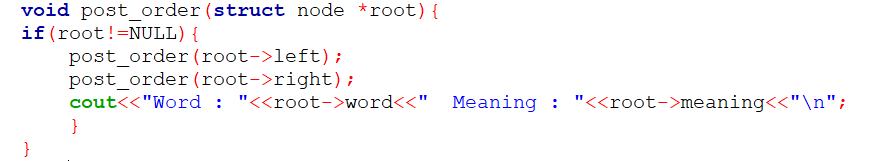 void post_order(struct node *root){
if(root!=NULL){
    post_order(root->left);
    post_order(root->right);
    cout<<"Word : "<<root->word<<"  Meaning : "<<root->meaning<<"\n";
    }
}